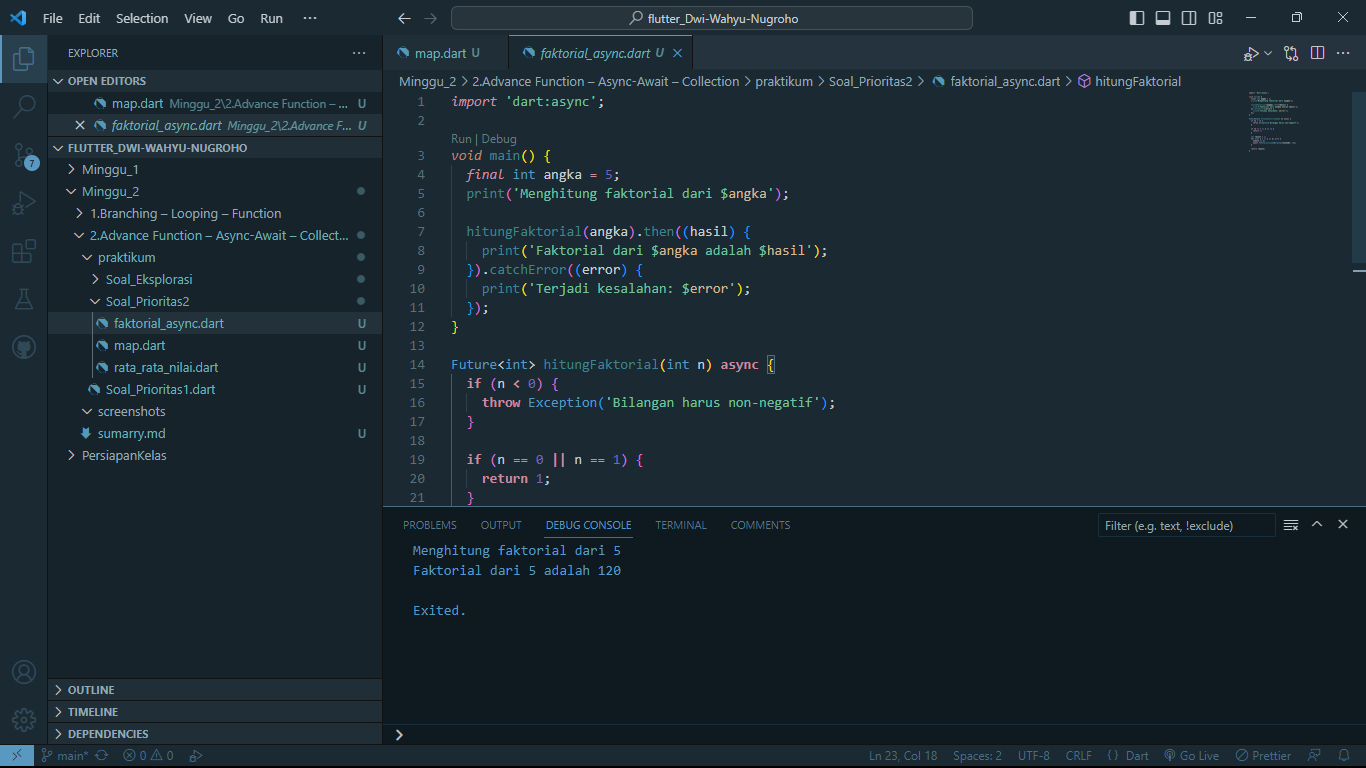 File Edit Selection View Go Run ···
flutter_Dwi-Wahyu-Nugroho
EXPLORER
OPEN EDITORS
map.dart Minggu_2\2.Advance Function – ... U
faktorial_async.dart Minggu_2\2.Advance F... U
FLUTTER_DWI-WAHYU-NUGROHO
Minggu_1
Minggu_2
1.Branching – Looping – Function
2.Advance Function – Async-Await – Collect...
praktikum
Soal_Eksplorasi
Soal_Prioritas2
faktorial_async.dart U
map.dart U
rata_rata_nilai.dart U
Soal_Prioritas1.dart U
screenshots
sumarry.md U
PersiapanKelas
OUTLINE
TIMELINE
DEPENDENCIES
7
map.dart U faktorial_async.dart U
Minggu_2 > 2.Advance Function – Async-Await – Collection > praktikum > Soal_Prioritas2 > faktorial_async.dart > hitungFaktorial
1 import 'dart:async';
2
Run | Debug
3 void main() {
4 final int angka = 5;
5 print('Menghitung faktorial dari $angka');
6
7 hitungFaktorial(angka).then((hasil) {
8 print('Faktorial dari $angka adalah $hasil');
9 }).catchError((error) {
10 print('Terjadi kesalahan: $error');
11 });
12 }
13
14 Future<int> hitungFaktorial(int n) async {
15 if (n < 0) {
16 throw Exception('Bilangan harus non-negatif');
17 }
18
19 if (n == 0 || n == 1) {
20 return 1;
21 }
PROBLEMS OUTPUT DEBUG CONSOLE TERMINAL COMMENTS
Filter (e.g. text, !exclude)
Menghitung faktorial dari 5
Faktorial dari 5 adalah 120
Exited.
main* 0 0 Ln 23, Col 18 Spaces: 2 UTF-8 CRLF {} Dart Go Live Prettier